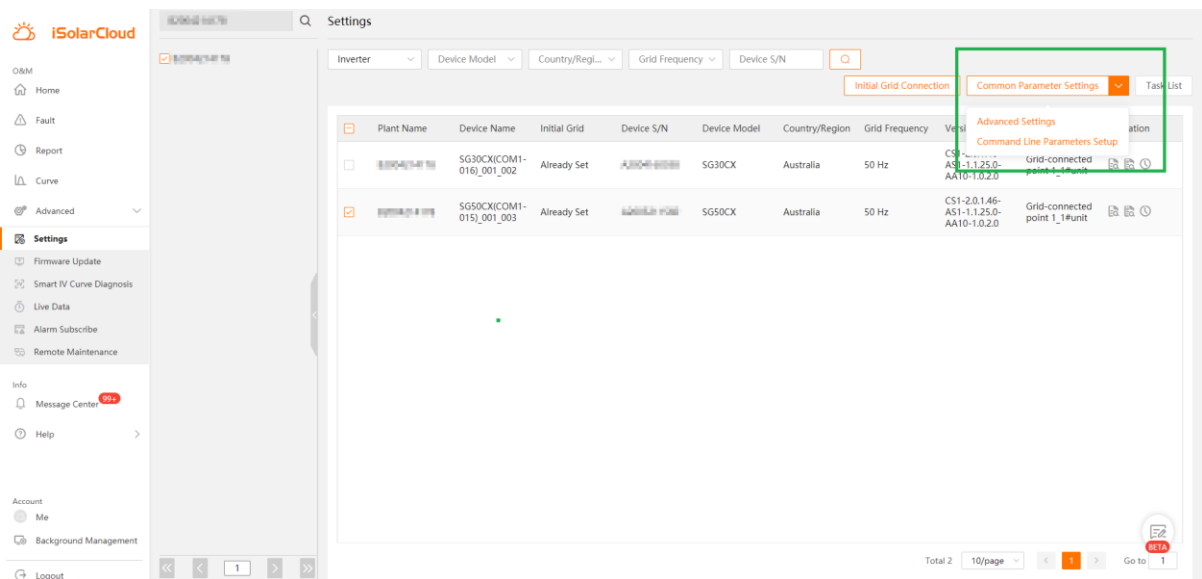 iSolarCloud
O&M
Home
Fault
Report
Curve
Advanced
Settings
Firmware Update
Smart IV Curve Diagnosis
Live Data
Alarm Subscribe
Remote Maintenance
Info
Message Center 99+
Help
Account
Me
Background Management
Logout
1
Settings
Inverter Device Model Country/Regi... Grid Frequency Device S/N
Initial Grid Connection Common Parameter Settings Task List
Advanced Settings
Command Line Parameters Setup
Plant Name Device Name Initial Grid Device S/N Device Model Country/Region Grid Frequency
SG30CX(COM1-
016)_001_002 Already Set SG30CX Australia 50 Hz
AS1-1.1.25.0-
AA10-1.0.2.0
Grid-connected
point 1_1#unit
SG50CX(COM1-
015)_001_003 Already Set SG50CX Australia 50 Hz
CS1-2.0.1.46-
AS1-1.1.25.0-
AA10-1.0.2.0
Grid-connected
point 1_1#unit
BETA
Total 2 10/page 1 Go to 1